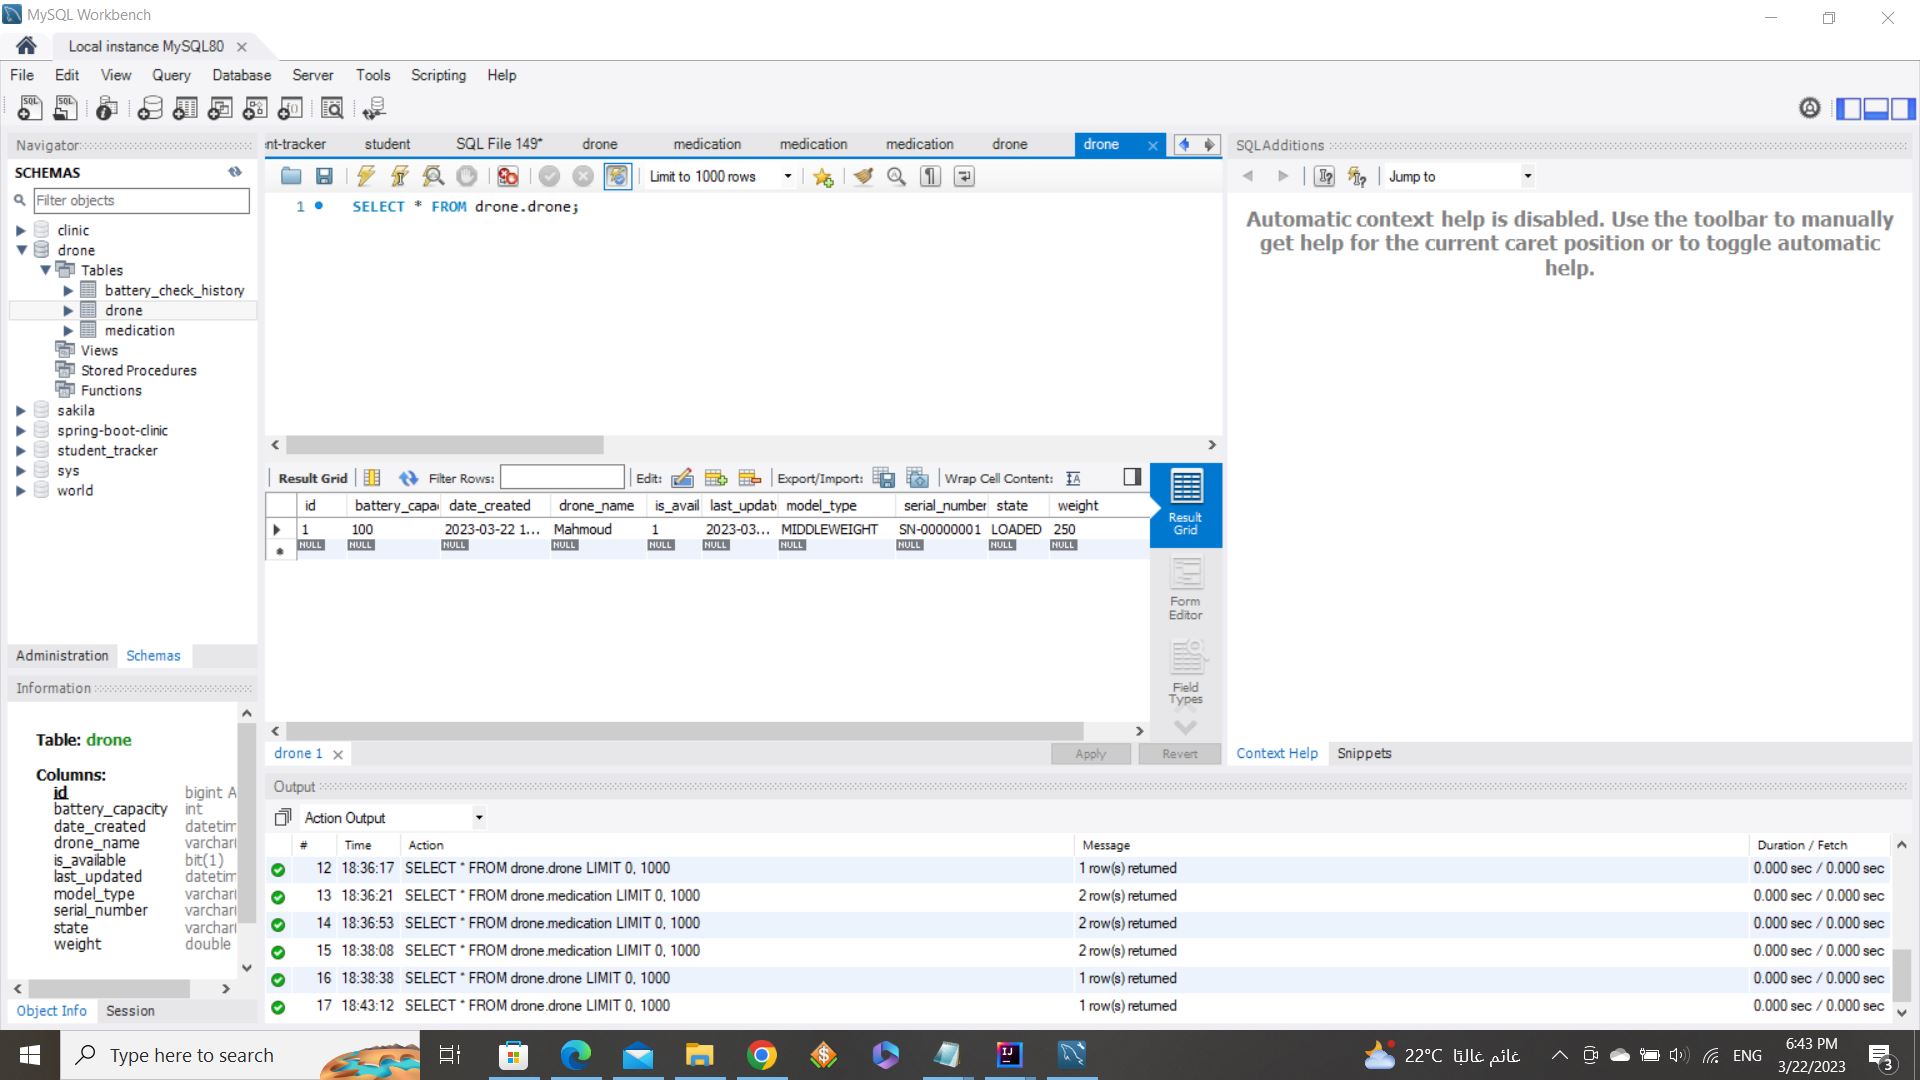 MySQL Workbench
Local instance MySQL80
File Edit View Query Database Server Tools Scripting Help
Navigator
SCHEMAS
Filter objects
clinic
drone
Tables
battery_check_history
drone
medication
Views
Stored Procedures
Functions
sakila
spring-boot-clinic
student_tracker
sys
world
Administration Schemas
Information
Table: drone
Columns:
id bigint A
battery_capacity int
date_created datetim
drone_name varchar
is_available bit(1)
last_updated datetim
model_type varchar
serial_number varchar
state varchar
weight double
Object Info Session
nt-tracker student SQL File 149* drone medication medication medication drone drone
Limit to 1000 rows
1 SELECT * FROM drone.drone;
Result Grid Filter Rows: Edit: Export/Import: Wrap Cell Content:
id battery_capa date_created drone_name is_avail last_updat model_type serial_number state weight
1 100 2023-03-22 1... Mahmoud 1 2023-03... MIDDLEWEIGHT SN-00000001 LOADED 250
NULL NULL NULL NULL NULL NULL NULL NULL NULL NULL
Result Grid
Form Editor
Field Types
drone 1 Apply Revert
SQLAdditions
Jump to
Automatic context help is disabled. Use the toolbar to manually
get help for the current caret position or to toggle automatic
help.
Context Help Snippets
Output
Action Output
# Time Action Message Duration / Fetch
12 18:36:17 SELECT * FROM drone.drone LIMIT 0, 1000 1 row(s) returned 0.000 sec / 0.000 sec
13 18:36:21 SELECT * FROM drone.medication LIMIT 0, 1000 2 row(s) returned 0.000 sec / 0.000 sec
14 18:36:53 SELECT * FROM drone.medication LIMIT 0, 1000 2 row(s) returned 0.000 sec / 0.000 sec
15 18:38:08 SELECT * FROM drone.medication LIMIT 0, 1000 2 row(s) returned 0.000 sec / 0.000 sec
16 18:38:38 SELECT * FROM drone.drone LIMIT 0, 1000 1 row(s) returned 0.000 sec / 0.000 sec
17 18:43:12 SELECT * FROM drone.drone LIMIT 0, 1000 1 row(s) returned 0.000 sec / 0.000 sec
Type here to search
22°C غائم غالبًا
ENG
6:43 PM
3/22/2023
3